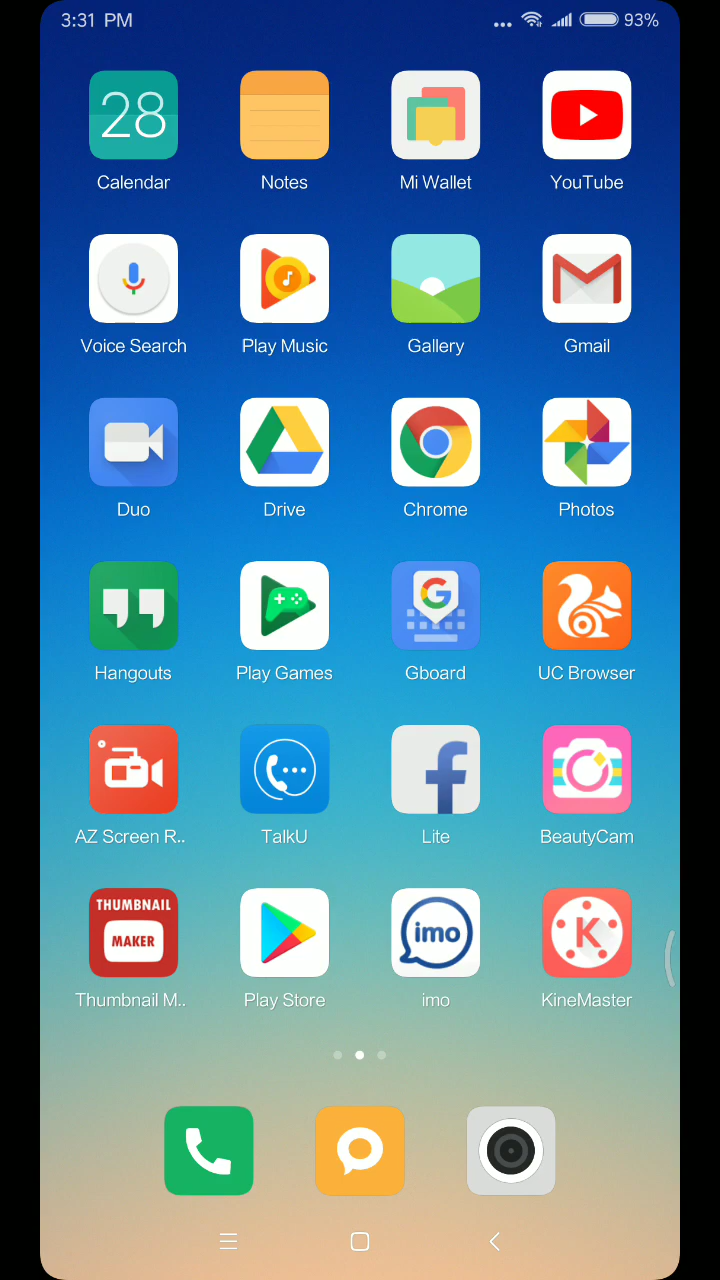 3:31 PM
93%
28
Calendar
Notes
Mi Wallet
YouTube
Voice Search
Play Music
Gallery
Gmail
Duo
Drive
Chrome
Photos
G
Hangouts
Play Games
Gboard
UC Browser
f
AZ Screen R..
TalkU
Lite
BeautyCam
THUMBNAIL
MAKER
imo
K
Thumbnail M..
Play Store
imo
KineMaster